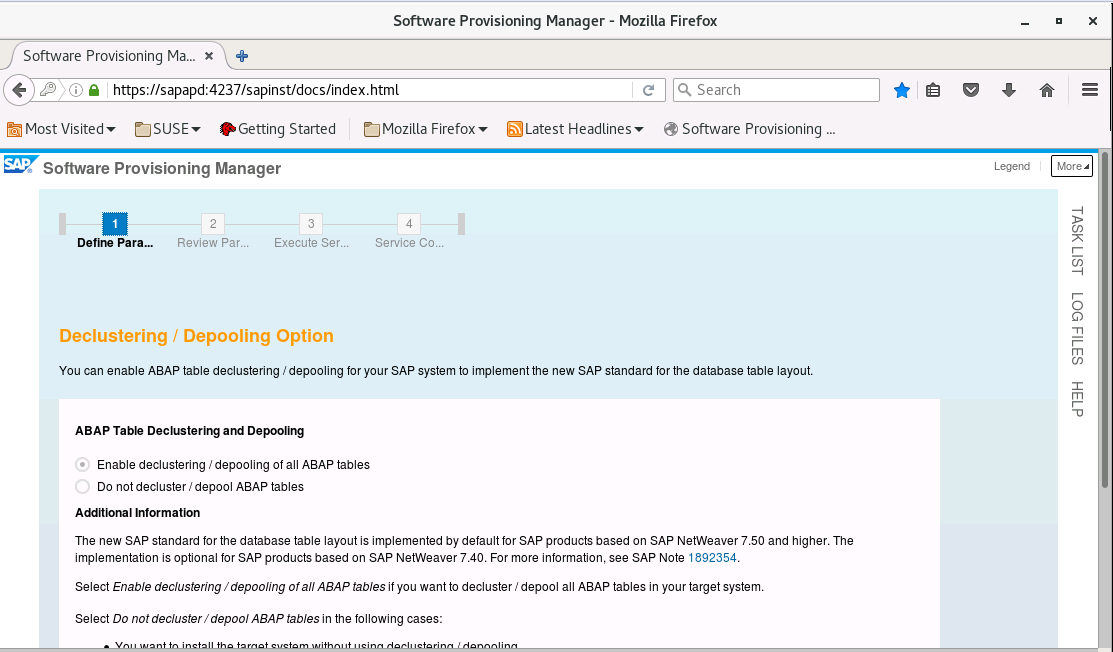 Software Provisioning Manager - Mozilla Firefox
Software Provisioning Ma...
https://sapapd:4237/sapinst/docs/index.html
Search
Most Visited SUSE Getting Started Mozilla Firefox Latest Headlines Software Provisioning ...
SAP Software Provisioning Manager
Legend More
1 2 3 4
Define Para... Review Par... Execute Ser... Service Co...
TASK LIST
LOG FILES
HELP
Declustering / Depooling Option
You can enable ABAP table declustering / depooling for your SAP system to implement the new SAP standard for the database table layout.
ABAP Table Declustering and Depooling
Enable declustering / depooling of all ABAP tables
Do not decluster / depool ABAP tables
Additional Information
The new SAP standard for the database table layout is implemented by default for SAP products based on SAP NetWeaver 7.50 and higher. The
implementation is optional for SAP products based on SAP NetWeaver 7.40. For more information, see SAP Note 1892354.
Select Enable declustering / depooling of all ABAP tables if you want to decluster / depool all ABAP tables in your target system.
Select Do not decluster / depool ABAP tables in the following cases:
• You want to install the target system without using declustering / depooling